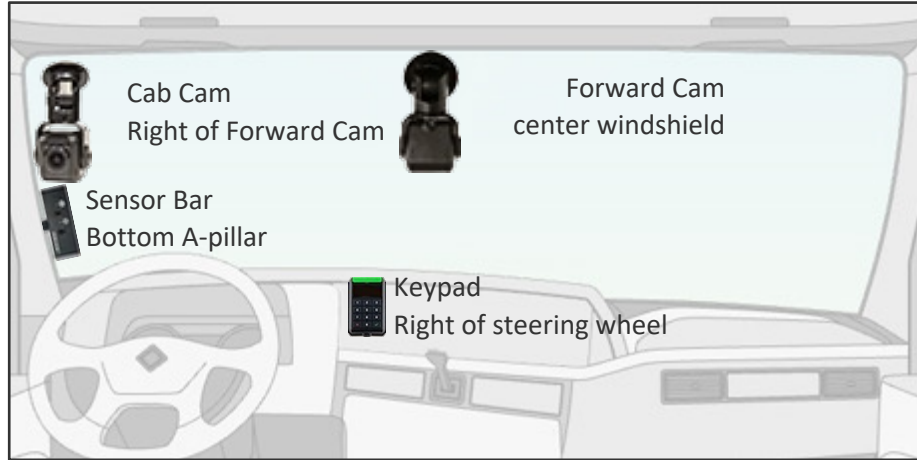 Cab Cam
Right of Forward Cam
Forward Cam
center windshield
Sensor Bar
Bottom A-pillar
Keypad
Right of steering wheel